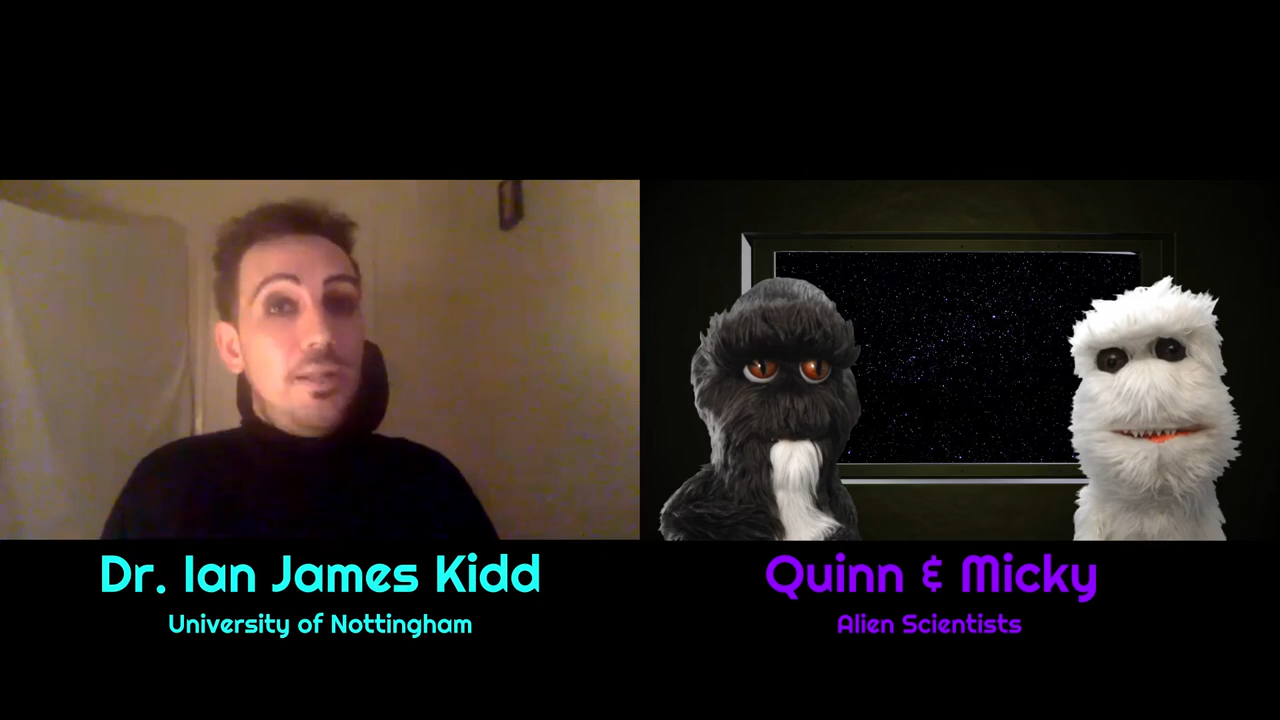 Dr. Ian James Kidd
University of Nottingham
Quinn & Micky
Alien Scientists